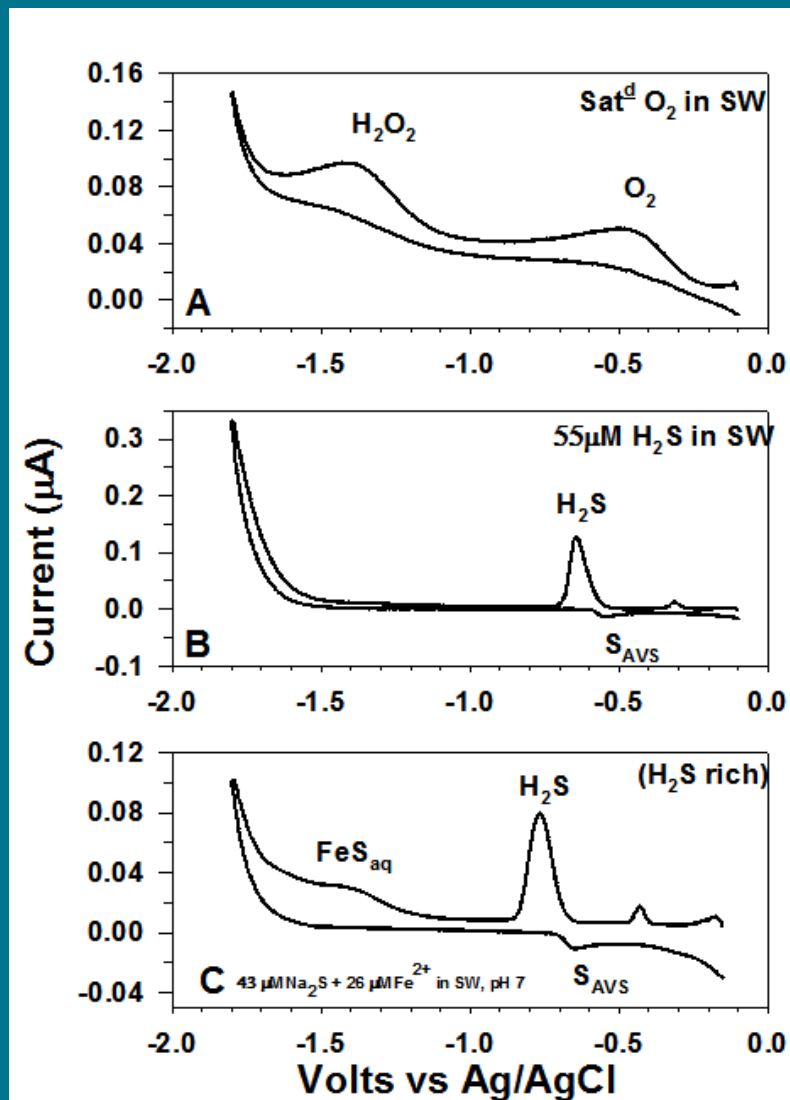 Current (µA)
0.16
0.12
0.08
0.04
0.00
Satd O2 in SW
H2O2
O2
A
-2.0 -1.5 -1.0 -0.5 0.0
0.3
0.2
0.1
0.0
-0.1
55µM H2S in SW
H2S
SAVS
B
-2.0 -1.5 -1.0 -0.5 0.0
0.12
0.08
0.04
0.00
-0.04
(H2S rich)
H2S
FeSaq
SAVS
C 43 µM Na2S + 26 µM Fe2+ in SW, pH 7
-2.0 -1.5 -1.0 -0.5 0.0
Volts vs Ag/AgCl